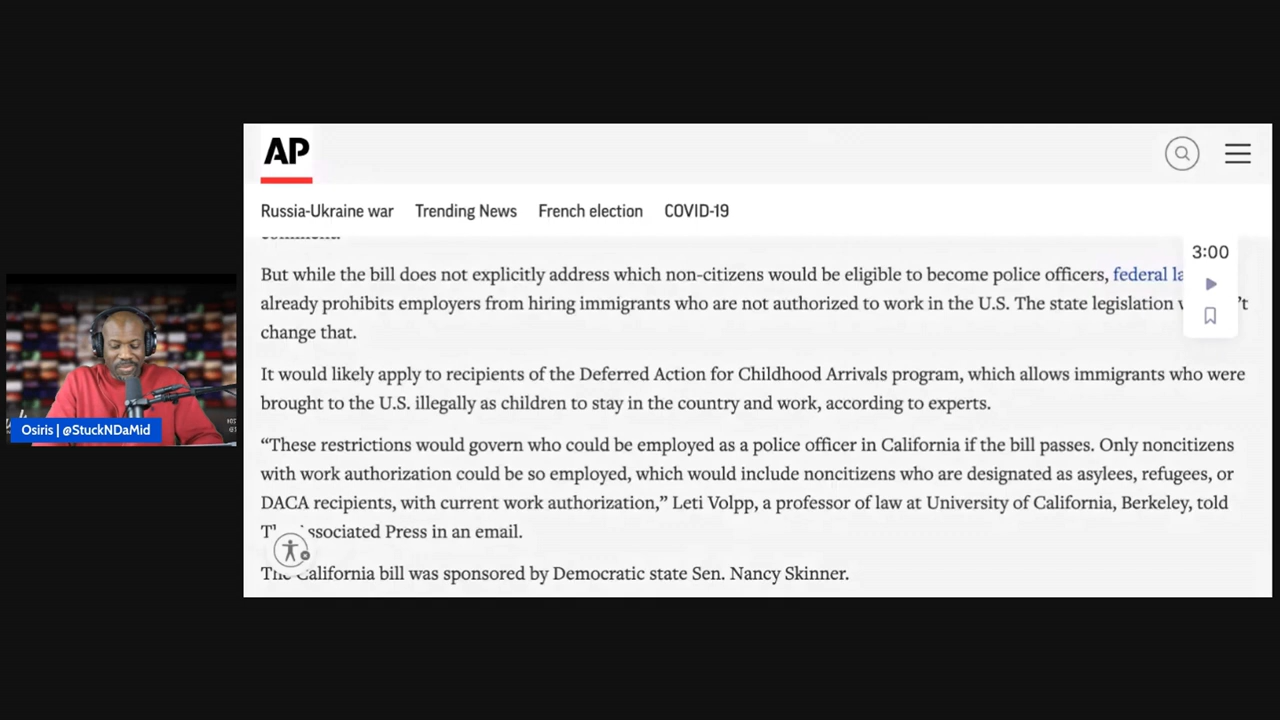 AP
Russia-Ukraine war Trending News French election COVID-19
3:00
But while the bill does not explicitly address which non-citizens would be eligible to become police officers, federal
already prohibits employers from hiring immigrants who are not authorized to work in the U.S. The state legislation
change that.
It would likely apply to recipients of the Deferred Action for Childhood Arrivals program, which allows immigrants who were
brought to the U.S. illegally as children to stay in the country and work, according to experts.
“These restrictions would govern who could be employed as a police officer in California if the bill passes. Only noncitizens
with work authorization could be so employed, which would include noncitizens who are designated as asylees, refugees, or
DACA recipients, with current work authorization,” Leti Volpp, a professor of law at University of California, Berkeley, told
Press in an email.
The California bill was sponsored by Democratic state Sen. Nancy Skinner.
Osiris | @StuckNDaMid